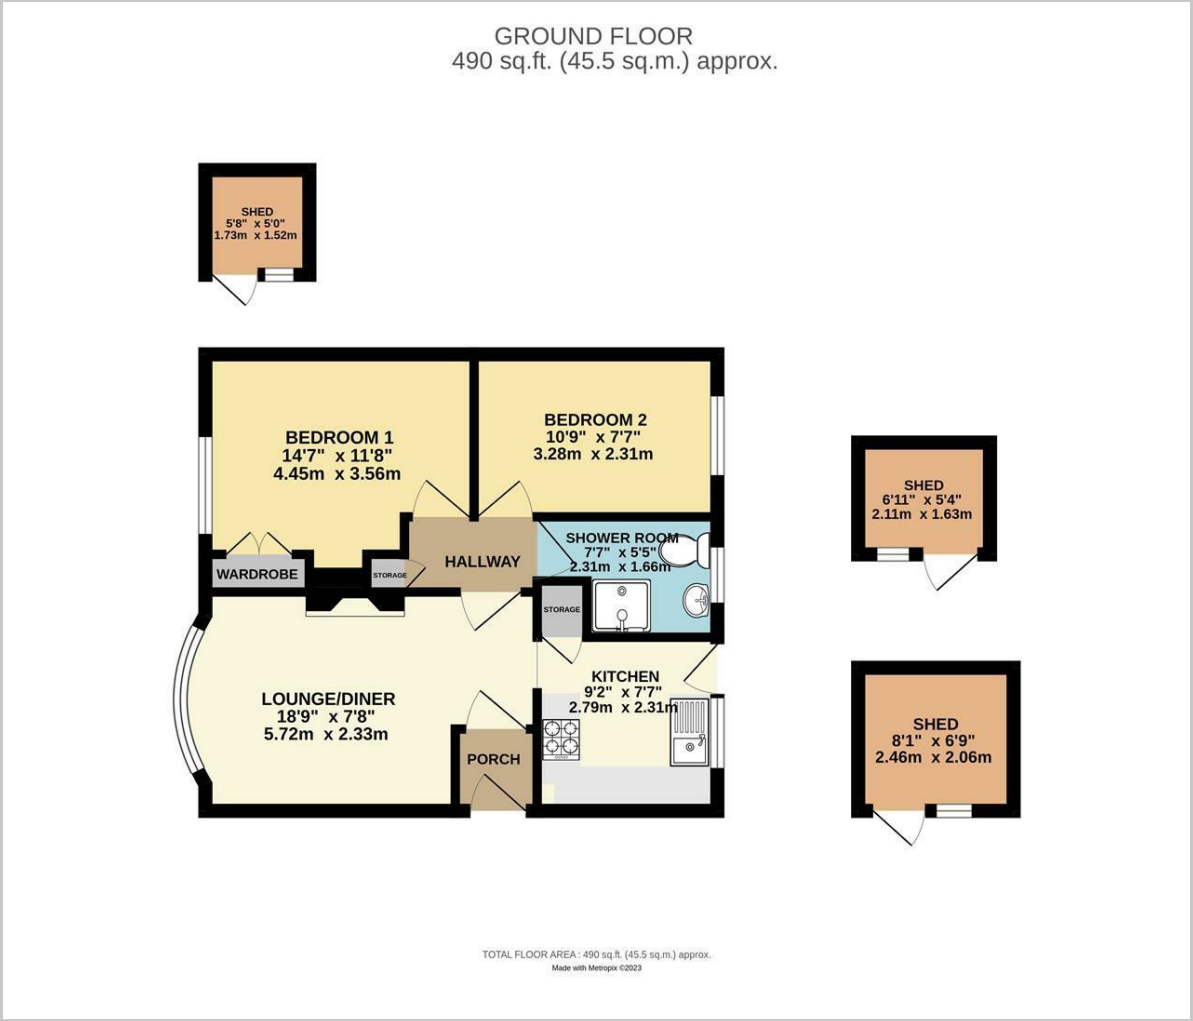 GROUND FLOOR
490 sq.ft. (45.5 sq.m.) approx.
SHED
5'8" x 5'0"
1.73m x 1.52m
BEDROOM 1
14'7" x 11'8"
4.45m x 3.56m
BEDROOM 2
10'9" x 7'7"
3.28m x 2.31m
SHED
6'11" x 5'4"
2.11m x 1.63m
WARDROBE
STORAGE
HALLWAY
SHOWER ROOM
7'7" x 5'5"
2.31m x 1.66m
STORAGE
LOUNGE/DINER
18'9" x 7'8"
5.72m x 2.33m
PORCH
KITCHEN
9'2" x 7'7"
2.79m x 2.31m
SHED
8'1" x 6'9"
2.46m x 2.06m
TOTAL FLOOR AREA : 490 sq.ft. (45.5 sq.m.) approx.
Made with Metropix ©2023